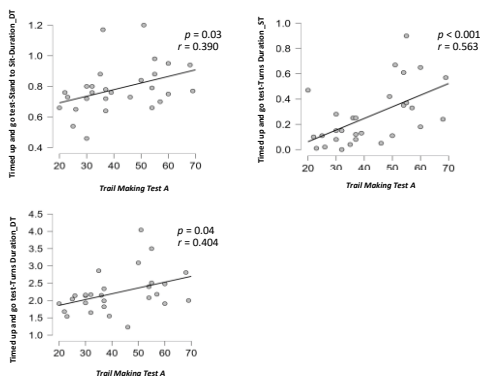 Timed up and go test-Stand to Sit-Duration_DT
1.2
1.0
0.8
0.6
0.4
p = 0.03
r = 0.390
20 30 40 50 60 70
Trail Making Test A
Timed up and go test-Turns Duration_ST
1.0
0.8
0.6
0.4
0.2
0.0
p < 0.001
r = 0.563
20 30 40 50 60 70
Trail Making Test A
Timed up and go test-Turns Duration_DT
4.5
4.0
3.5
3.0
2.5
2.0
1.5
1.0
p = 0.04
r = 0.404
20 30 40 50 60 70
Trail Making Test A